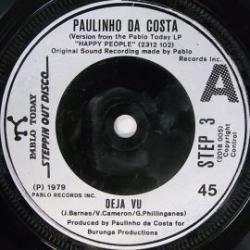 PAULINHO DA COSTA
(Version from the Pablo Today LP
"HAPPY PEOPLE" (2312 102)
Original Sound Recording made by Pablo
Records Inc.
A
PABLO TODAY
STEPPIN OUT DISCO
STEP 3
(2018 005)
Copyright
Control
(P) 1979
PABLO RECORDS INC.
45
DEJA VU
(J.Barnes/V.Cameron/G.Phillinganes)
Produced by Paulinho da Costa for
Burunga Productions